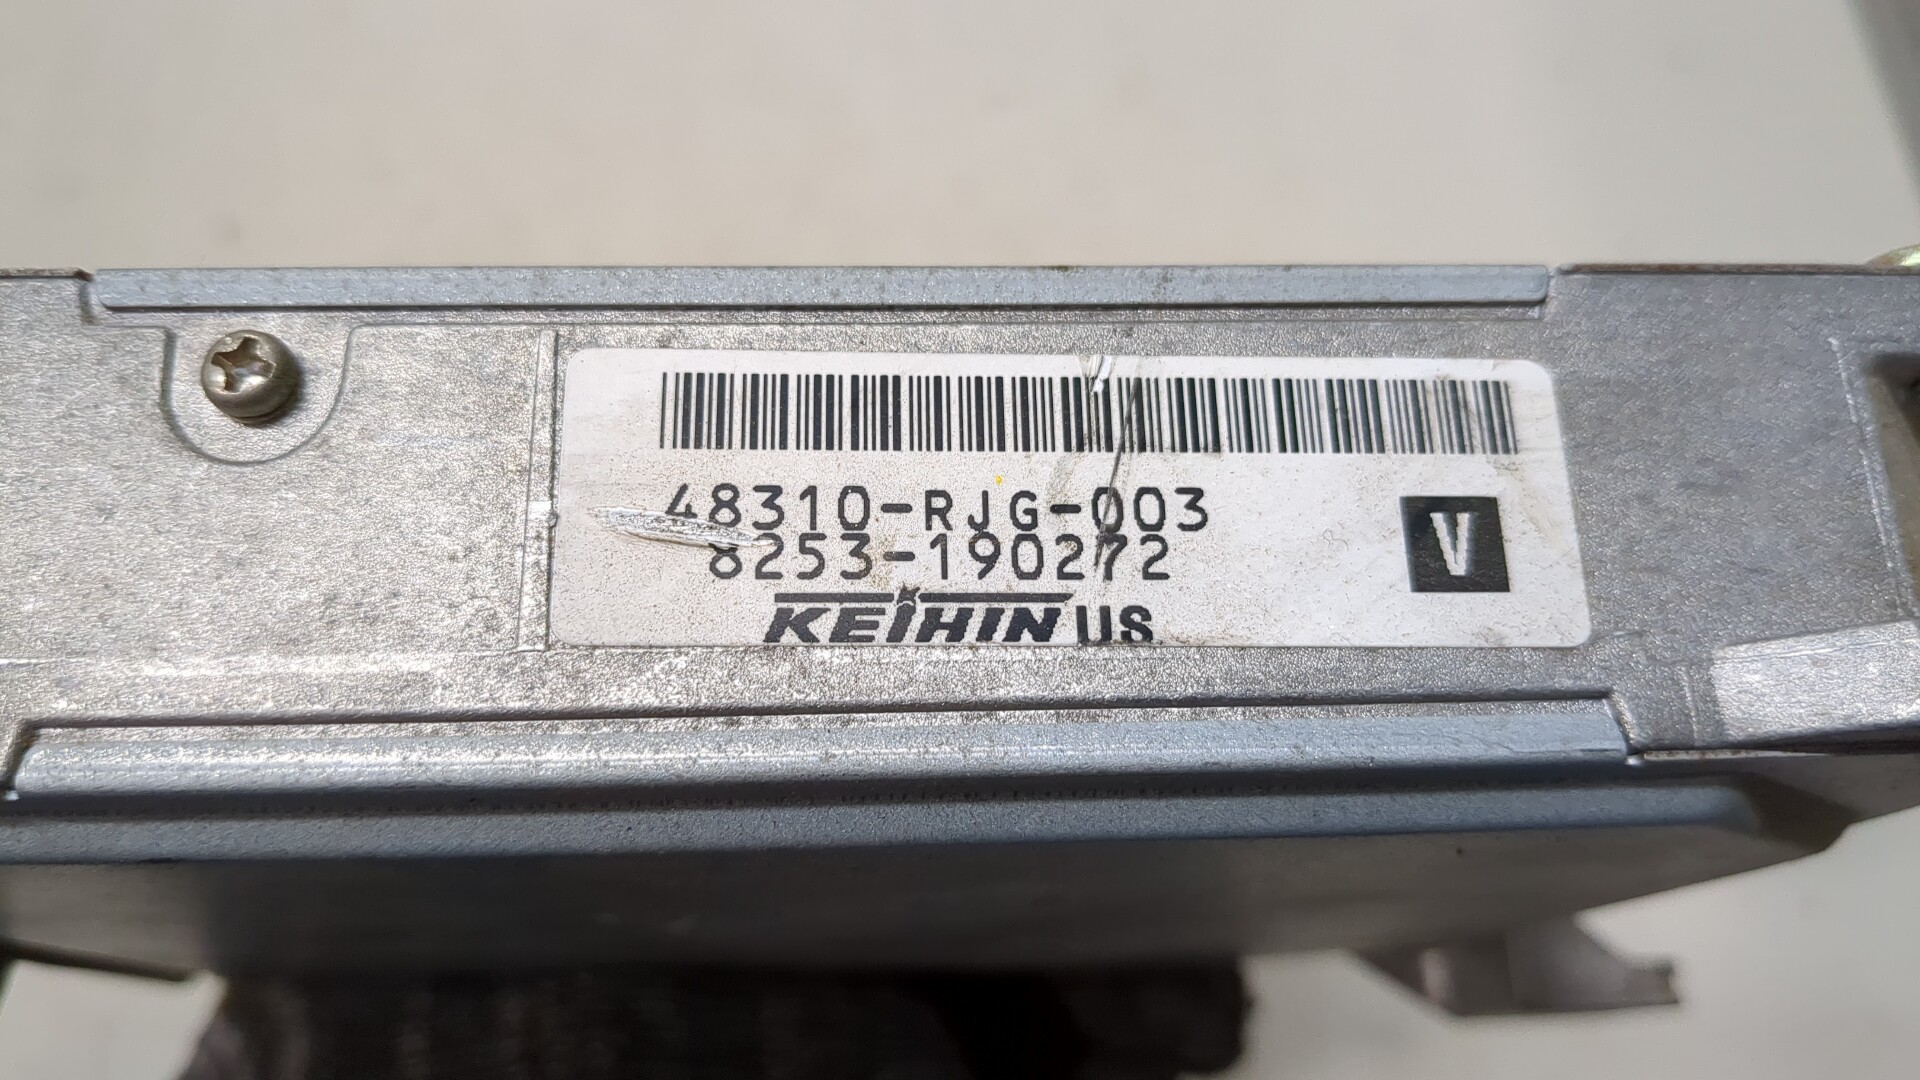 48310-RJG-003
8253-190272
V
KEIHIN US